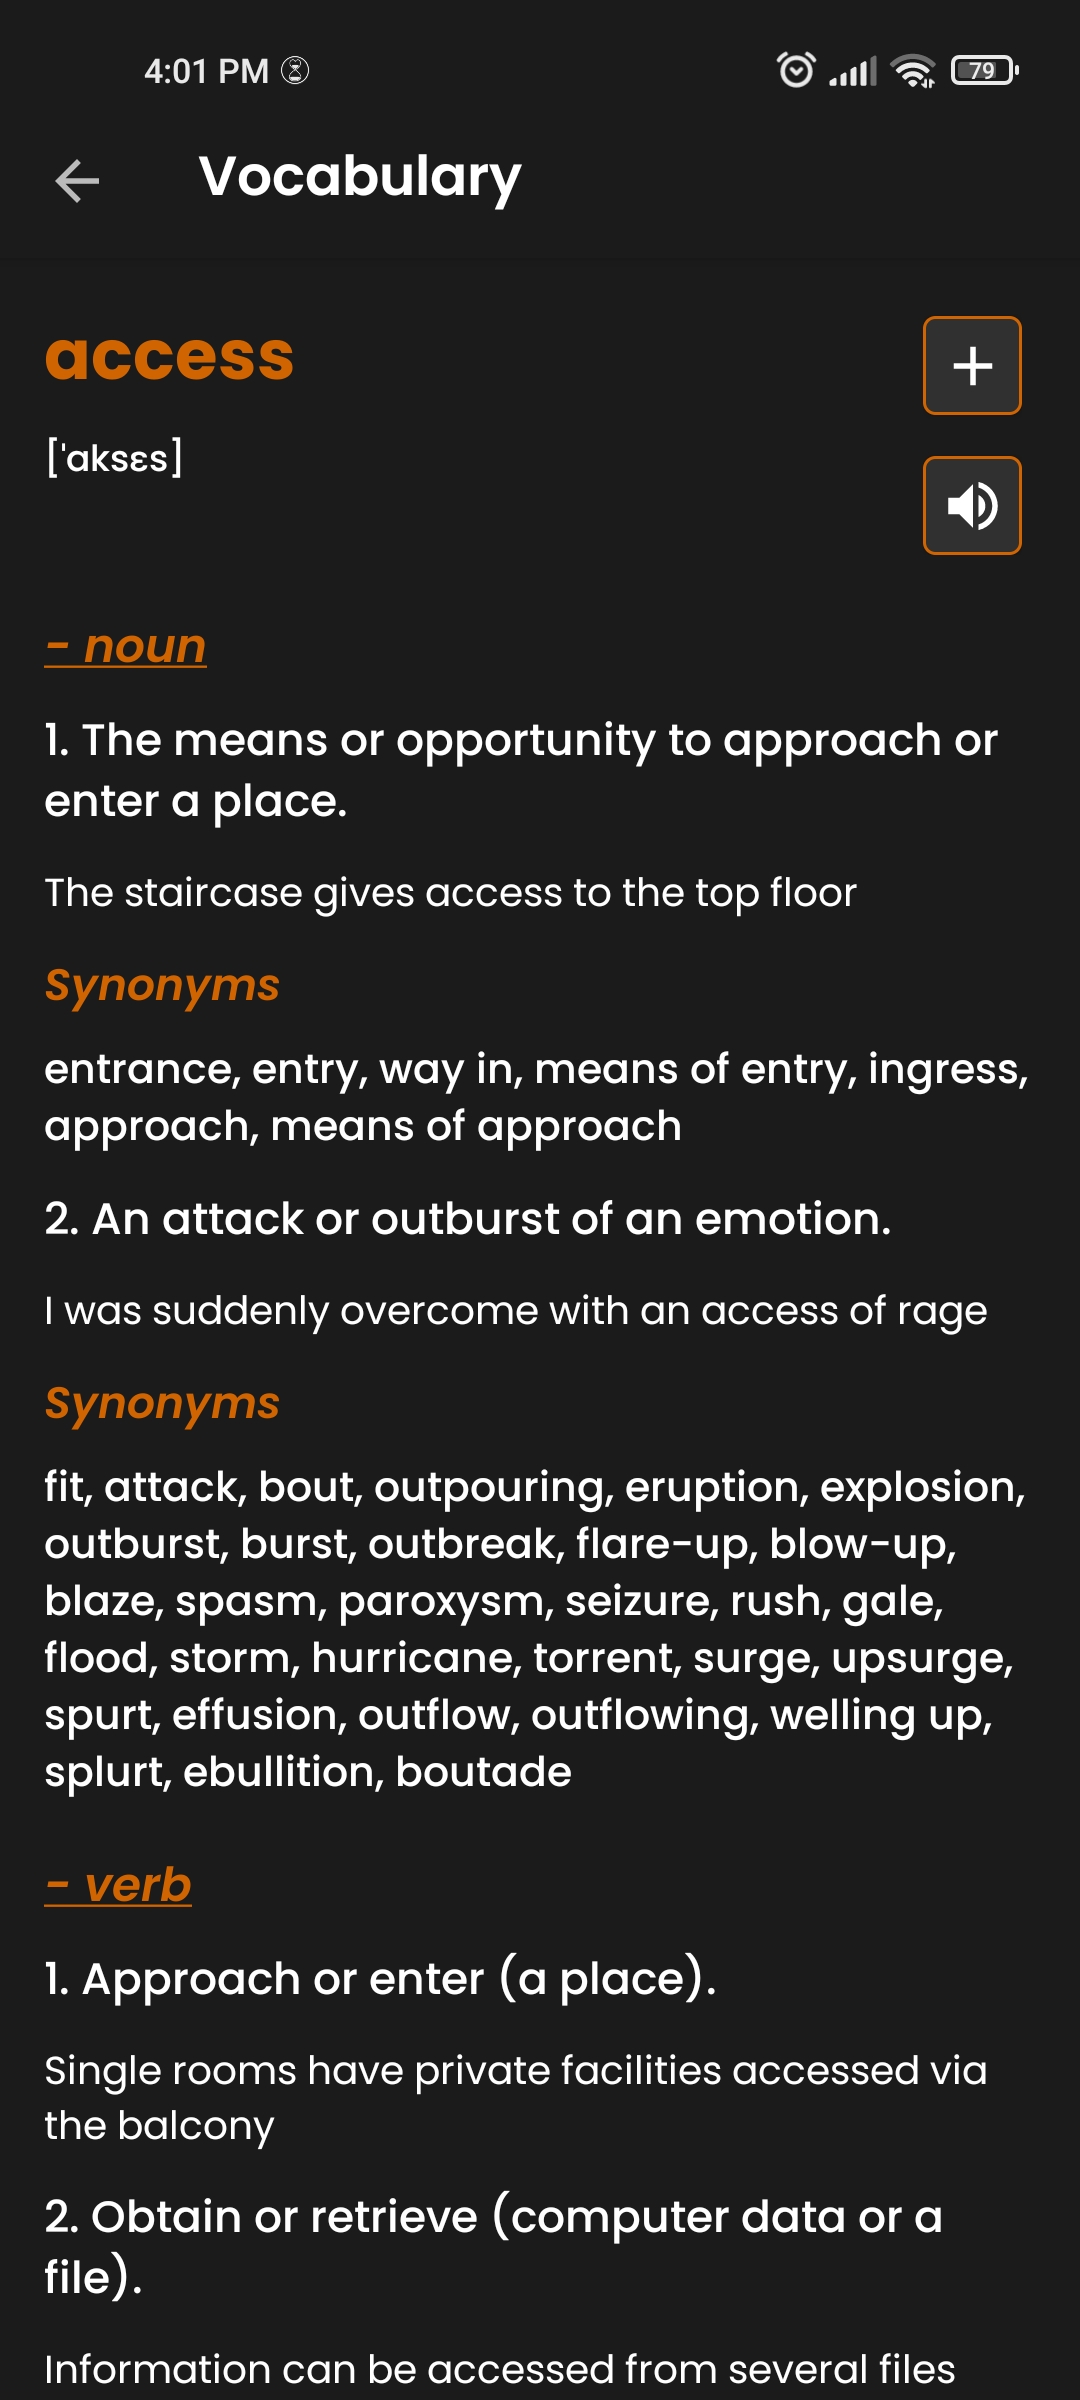 4:01 PM
79
Vocabulary
access
['aksɛs]
- noun
1. The means or opportunity to approach or
enter a place.
The staircase gives access to the top floor
Synonyms
entrance, entry, way in, means of entry, ingress,
approach, means of approach
2. An attack or outburst of an emotion.
I was suddenly overcome with an access of rage
Synonyms
fit, attack, bout, outpouring, eruption, explosion,
outburst, burst, outbreak, flare-up, blow-up,
blaze, spasm, paroxysm, seizure, rush, gale,
flood, storm, hurricane, torrent, surge, upsurge,
spurt, effusion, outflow, outflowing, welling up,
splurt, ebullition, boutade
- verb
1. Approach or enter (a place).
Single rooms have private facilities accessed via
the balcony
2. Obtain or retrieve (computer data or a
file).
Information can be accessed from several files